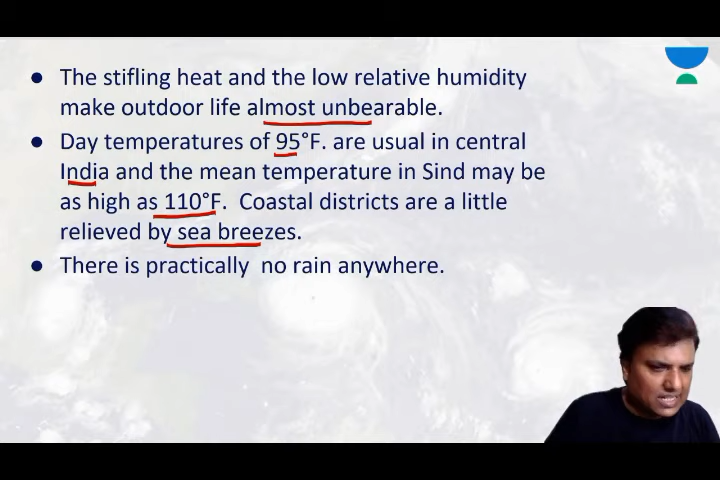 ● The stifling heat and the low relative humidity
make outdoor life almost unbearable.
● Day temperatures of 95°F. are usual in central
India and the mean temperature in Sind may be
as high as 110°F. Coastal districts are a little
relieved by sea breezes.
● There is practically no rain anywhere.